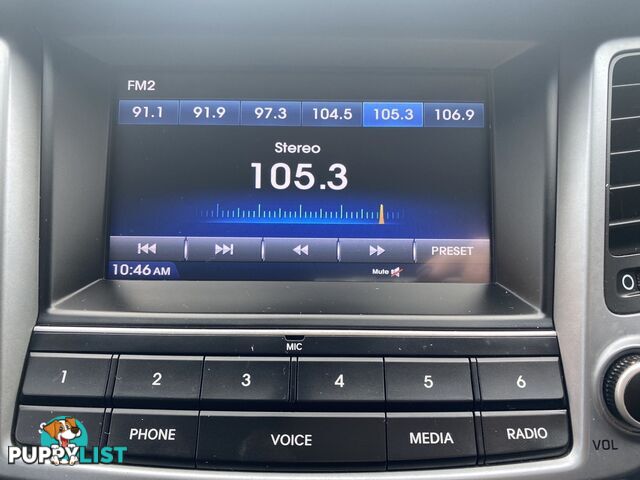 FM2
91.1 91.9 97.3 104.5 105.3 106.9
Stereo
105.3
PRESET
10:46 AM Mute
MIC
1 2 3 4 5 6
PHONE VOICE MEDIA RADIO
VOL
0
PUPPYLIST